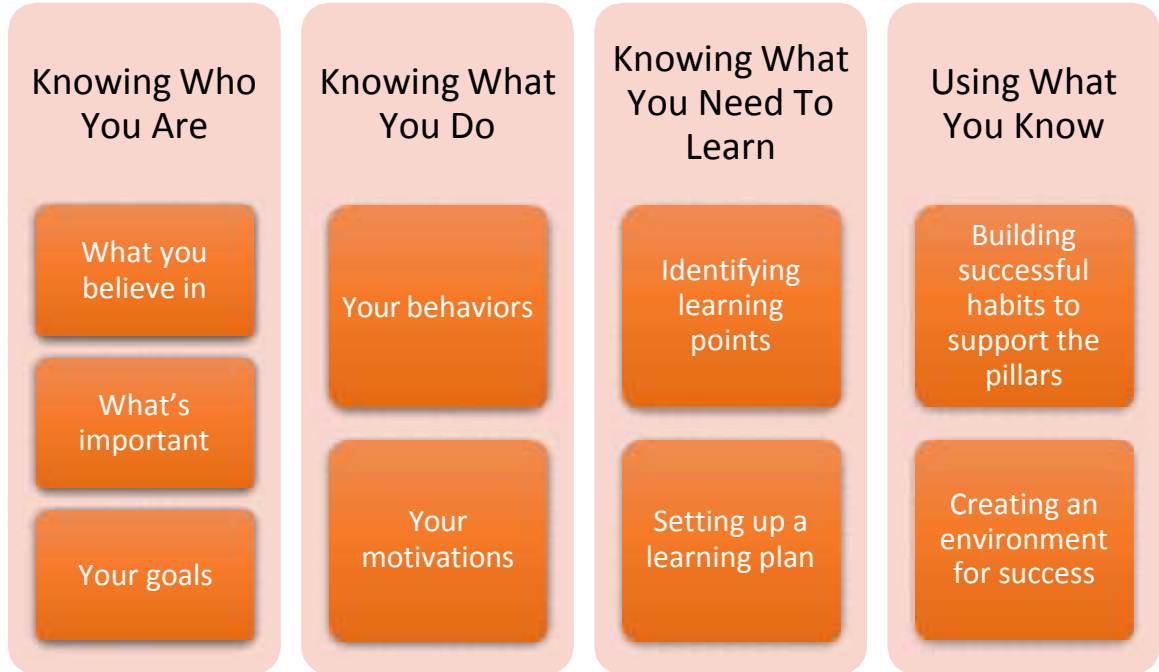 Knowing Who
You Are
What you
believe in
What’s
important
Your goals
Knowing What
You Do
Your behaviors
Your
motivations
Knowing What
You Need To
Learn
Identifying
learning
points
Setting up a
learning plan
Using What
You Know
Building
successful
habits to
support the
pillars
Creating an
environment
for success